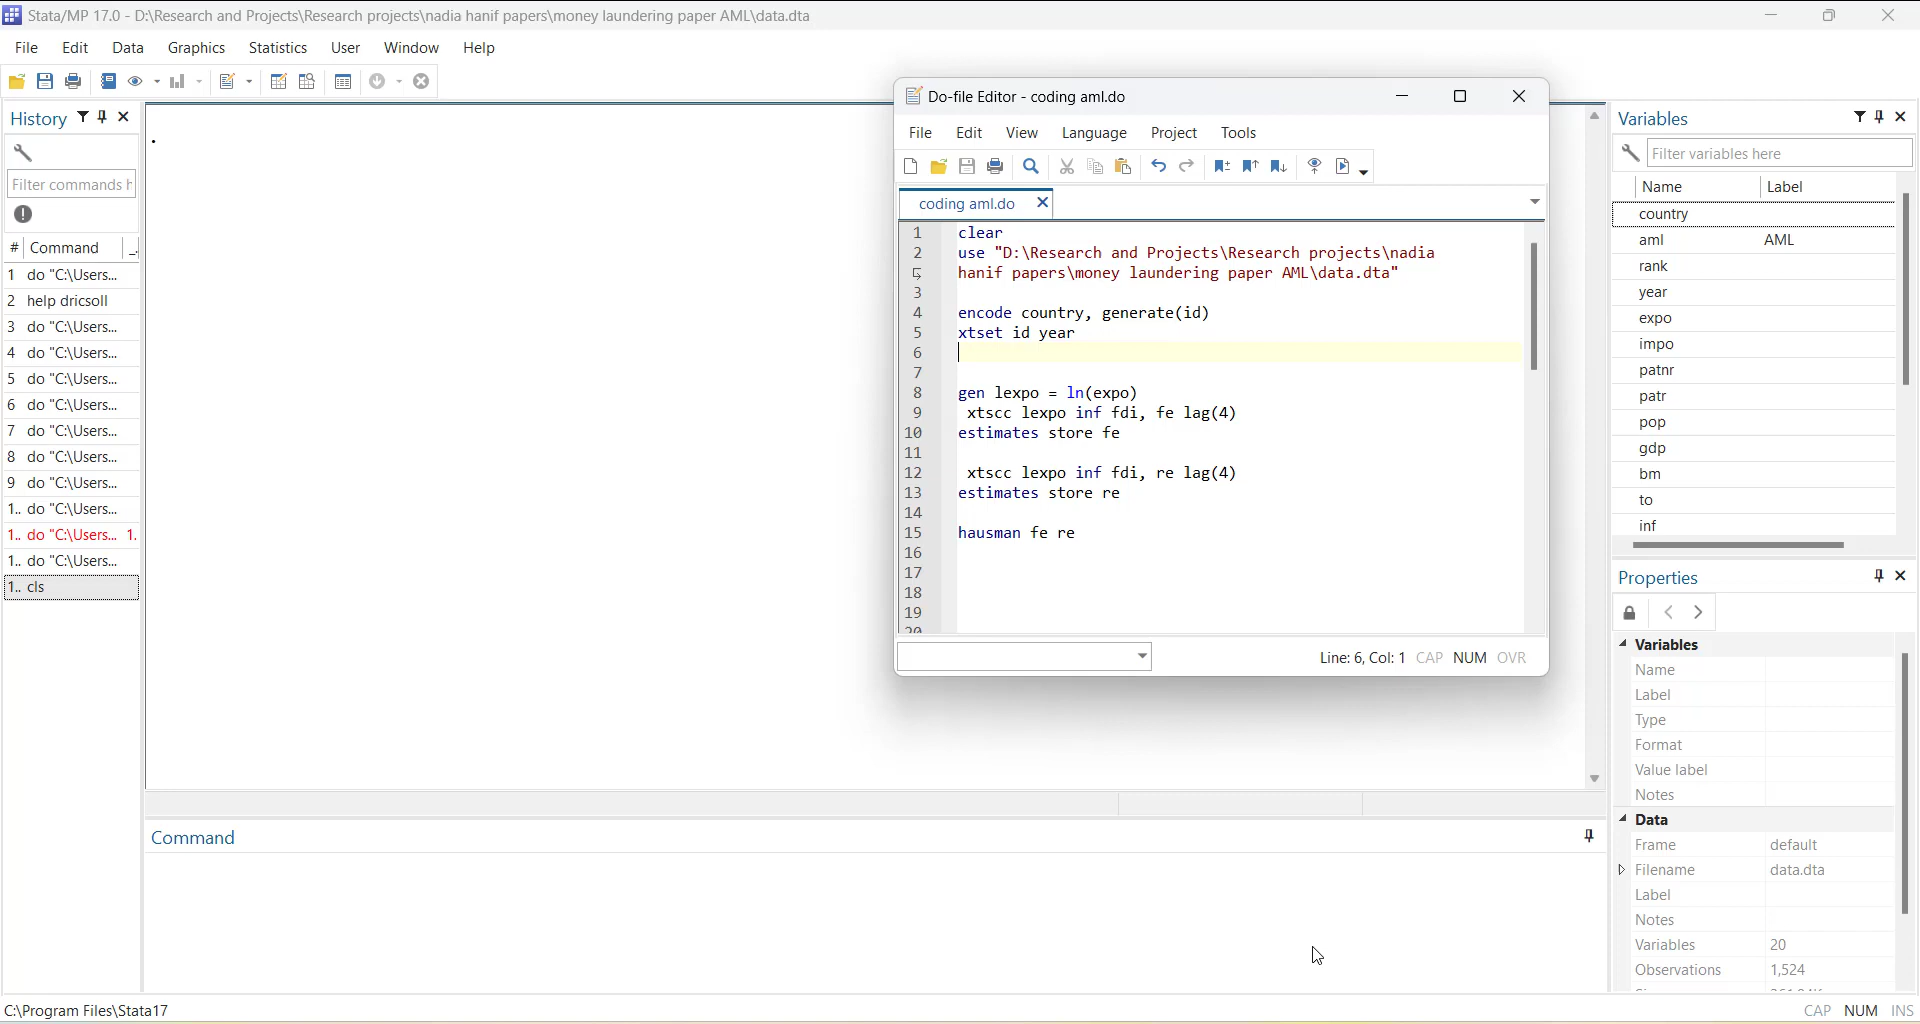 Stata/MP 17.0 - D:\Research and Projects\Research projects\nadia hanif papers\money laundering paper AML\data.dta
File Edit Data Graphics Statistics User Window Help
History
Filter commands h
# Command
1 do "C:\Users...
2 help dricsoll
3 do "C:\Users...
4 do "C:\Users...
5 do "C:\Users...
6 do "C:\Users...
7 do "C:\Users...
8 do "C:\Users...
9 do "C:\Users...
1.. do "C:\Users...
1.. do "C:\Users... 1.
1.. do "C:\Users...
1.. cls
.
Do-file Editor - coding aml.do
File Edit View Language Project Tools
coding aml.do
1 clear
2 use "D:\Research and Projects\Research projects\nadia
hanif papers\money laundering paper AML\data.dta"
3
4 encode country, generate(id)
5 xtset id year
6
7
8 gen lexpo = ln(expo)
9 xtscc lexpo inf fdi, fe lag(4)
10 estimates store fe
11
12 xtscc lexpo inf fdi, re lag(4)
13 estimates store re
14
15 hausman fe re
16
17
18
19
20
Line: 6, Col: 1 CAP NUM OVR
Command
Variables
Filter variables here
Name Label
country
aml AML
rank
year
expo
impo
patnr
patr
pop
gdp
bm
to
inf
Properties
Variables
Name
Label
Type
Format
Value label
Notes
Data
Frame default
Filename data.dta
Label
Notes
Variables 20
Observations 1,524
C:\Program Files\Stata17
CAP NUM INS